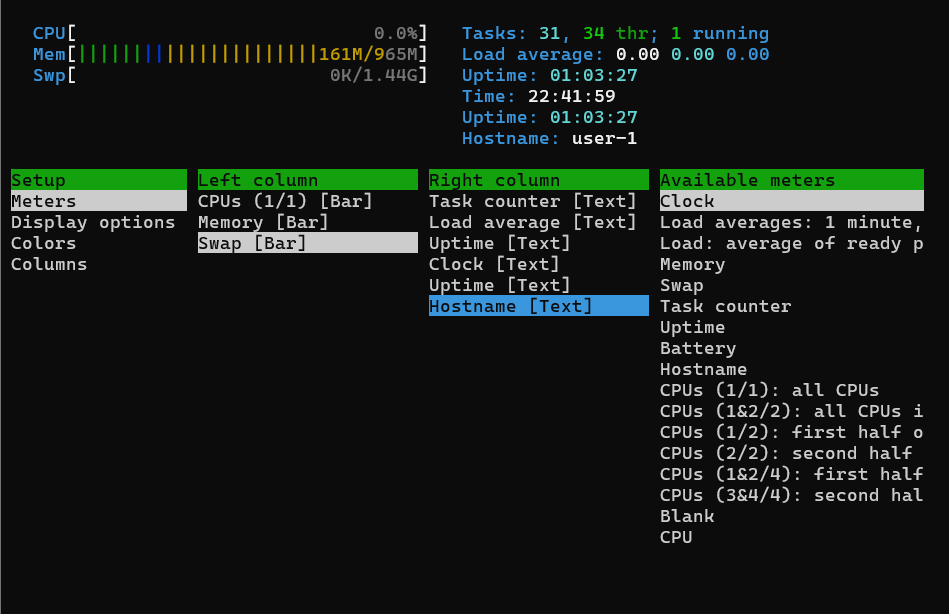 CPU[ 0.0%] Tasks: 31, 34 thr; 1 running
Mem[||||||||||||||||||||||161M/965M] Load average: 0.00 0.00 0.00
Swp[ 0K/1.44G] Uptime: 01:03:27
Time: 22:41:59
Uptime: 01:03:27
Hostname: user-1
Setup Left column Right column Available meters
Meters CPUs (1/1) [Bar] Task counter [Text] Clock
Display options Memory [Bar] Load average [Text] Load averages: 1 minute,
Colors Swap [Bar] Uptime [Text] Load: average of ready p
Columns Clock [Text] Memory
Uptime [Text] Swap
Hostname [Text] Task counter
Uptime
Battery
Hostname
CPUs (1/1): all CPUs
CPUs (1&2/2): all CPUs i
CPUs (1/2): first half o
CPUs (2/2): second half
CPUs (1&2/4): first half
CPUs (3&4/4): second hal
Blank
CPU